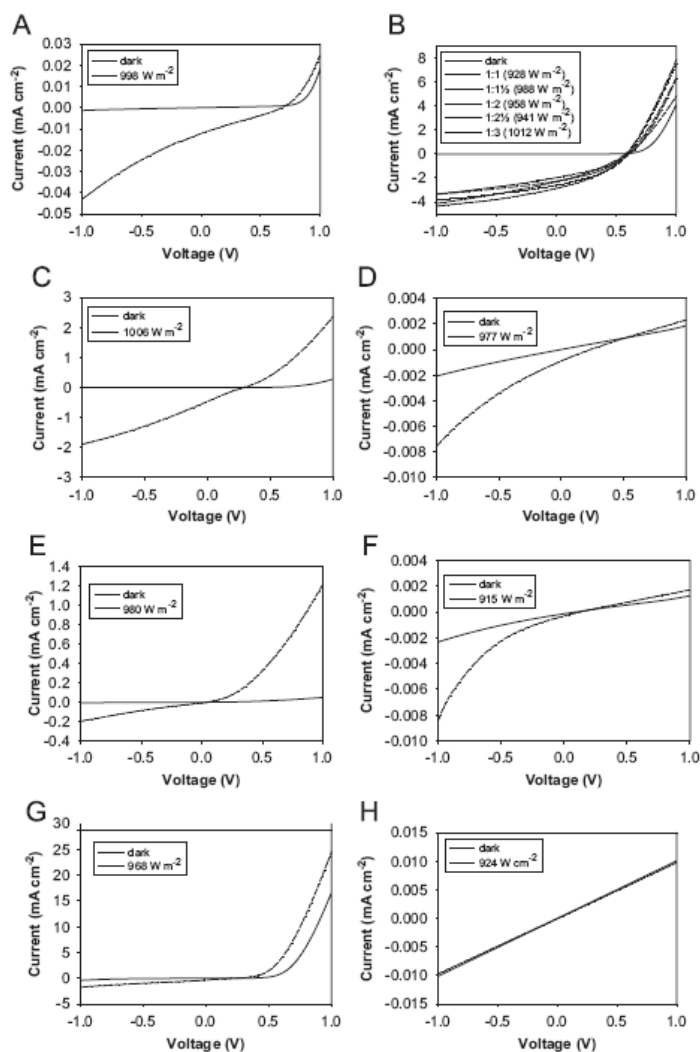 A
Current (mA cm-2)
0.03
0.02
0.01
0.00
-0.01
-0.02
-0.03
-0.04
-0.05
dark
998 W m-2
-1.0 -0.5 0.0 0.5 1.0
Voltage (V)
B
Current (mA cm-2)
8
6
4
2
0
-2
-4
dark
1:1 (928 W m-2)
1:1½ (988 W m-2)
1:2 (958 W m-2)
1:2½ (941 W m-2)
1:3 (1012 W m-2)
-1.0 -0.5 0.0 0.5 1.0
Voltage (V)
C
Current (mA cm-2)
3
2
1
0
-1
-2
-3
dark
1006 W m-2
-1.0 -0.5 0.0 0.5 1.0
Voltage (V)
D
Current (mA cm-2)
0.004
0.002
0.000
-0.002
-0.004
-0.006
-0.008
-0.010
dark
977 W m-2
-1.0 -0.5 0.0 0.5 1.0
Voltage (V)
E
Current (mA cm-2)
1.4
1.2
1.0
0.8
0.6
0.4
0.2
0.0
-0.2
-0.4
dark
980 W m-2
-1.0 -0.5 0.0 0.5 1.0
Voltage (V)
F
Current (mA cm-2)
0.004
0.002
0.000
-0.002
-0.004
-0.006
-0.008
-0.010
dark
915 W m-2
-1.0 -0.5 0.0 0.5 1.0
Voltage (V)
G
Current (mA cm-2)
30
25
20
15
10
5
0
-5
dark
968 W m-2
-1.0 -0.5 0.0 0.5 1.0
Voltage (V)
H
Current (mA cm-2)
0.015
0.010
0.005
0.000
-0.005
-0.010
-0.015
dark
924 W cm-2
-1.0 -0.5 0.0 0.5 1.0
Voltage (V)